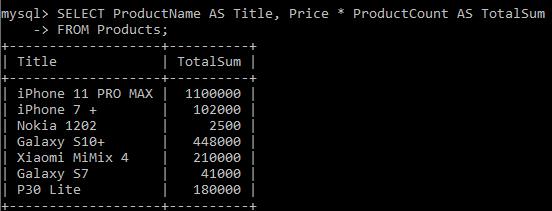 mysql> SELECT ProductName AS Title, Price * ProductCount AS TotalSum
    -> FROM Products;
+------------------+----------+
| Title            | TotalSum |
+------------------+----------+
| iPhone 11 PRO MAX |  1100000 |
| iPhone 7 +       |   102000 |
| Nokia 1202       |     2500 |
| Galaxy S10+      |   448000 |
| Xiaomi MiMix 4   |   210000 |
| Galaxy S7        |    41000 |
| P30 Lite         |   180000 |
+------------------+----------+